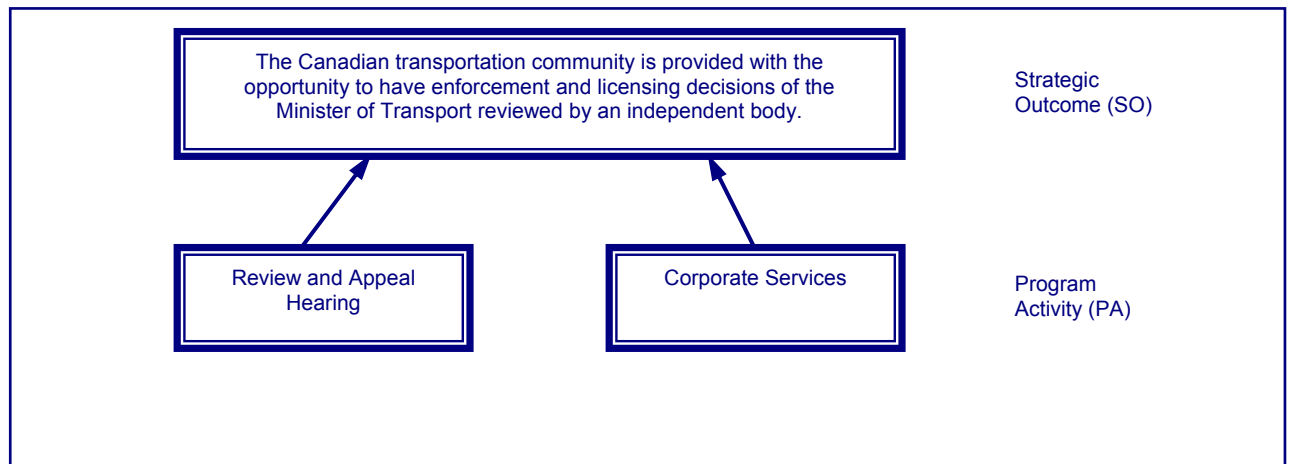 The Canadian transportation community is provided with the
opportunity to have enforcement and licensing decisions of the
Minister of Transport reviewed by an independent body.
Strategic
Outcome (SO)
Review and Appeal
Hearing
Corporate Services
Program
Activity (PA)